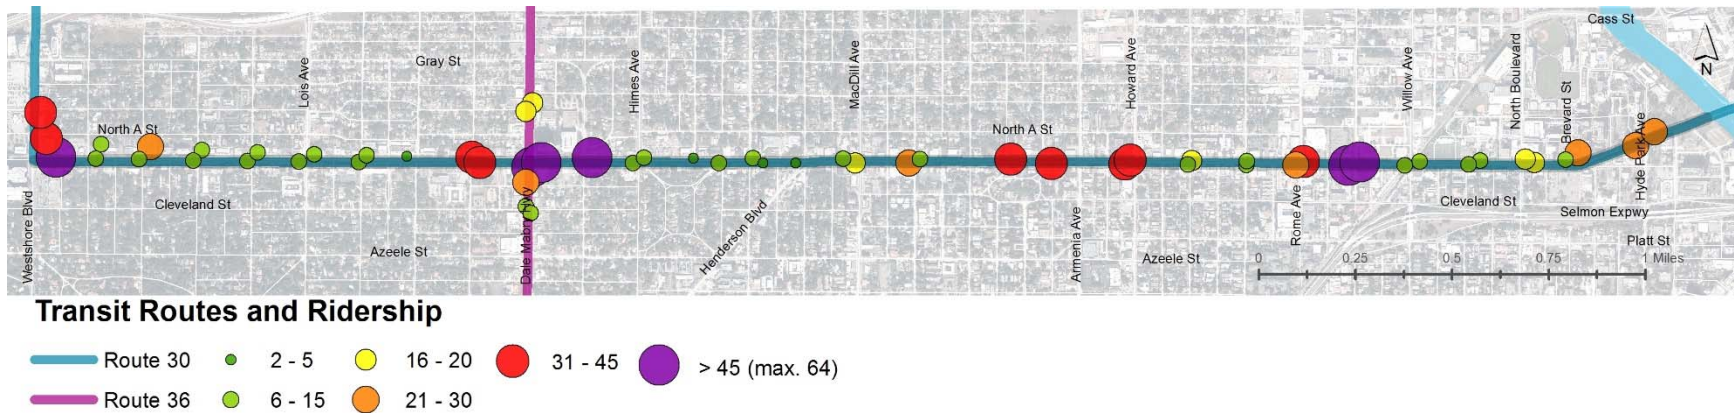 Cass St
Gray St
Lois Ave
Himes Ave
MacDill Ave
Howard Ave
Willow Ave
North Boulevard
Brevard St
N
North A St
North A St
Hyde Park Ave
Westshore Blvd
Cleveland St
Dale Mabry Hwy
Henderson Blvd
Armenia Ave
Rome Ave
Cleveland St
Selmon Expwy
Azeele St
Azeele St
Platt St
0 0.25 0.5 0.75 1 Miles
Transit Routes and Ridership
Route 30 2 - 5 16 - 20 31 - 45 > 45 (max. 64)
Route 36 6 - 15 21 - 30